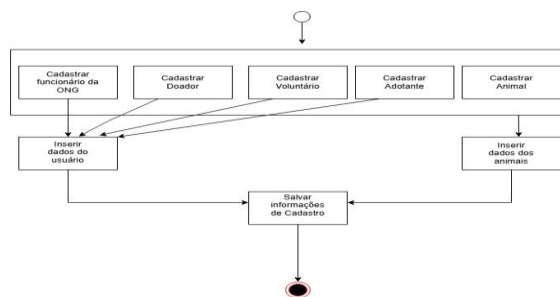 Cadastrar
funcionário da
ONG
Cadastrar
Doador
Cadastrar
Voluntário
Cadastrar
Adotante
Cadastrar
Animal
Inserir
dados do
usuário
Inserir
dados dos
animais
Salvar
informações
de Cadastro